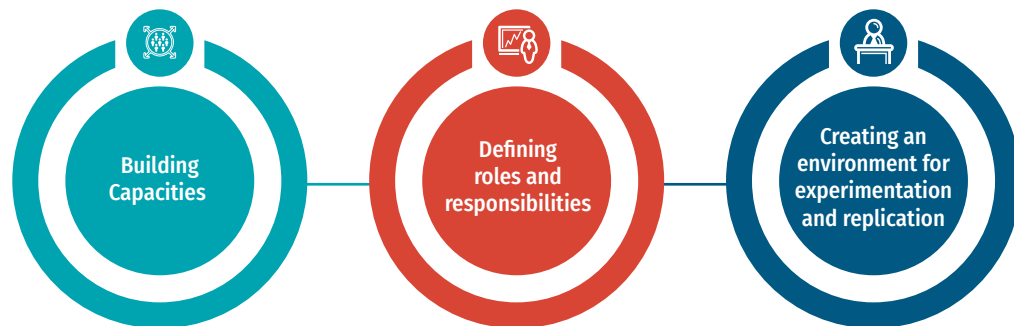 Building
Capacities
Defining
roles and
responsibilities
Creating an
environment for
experimentation
and replication